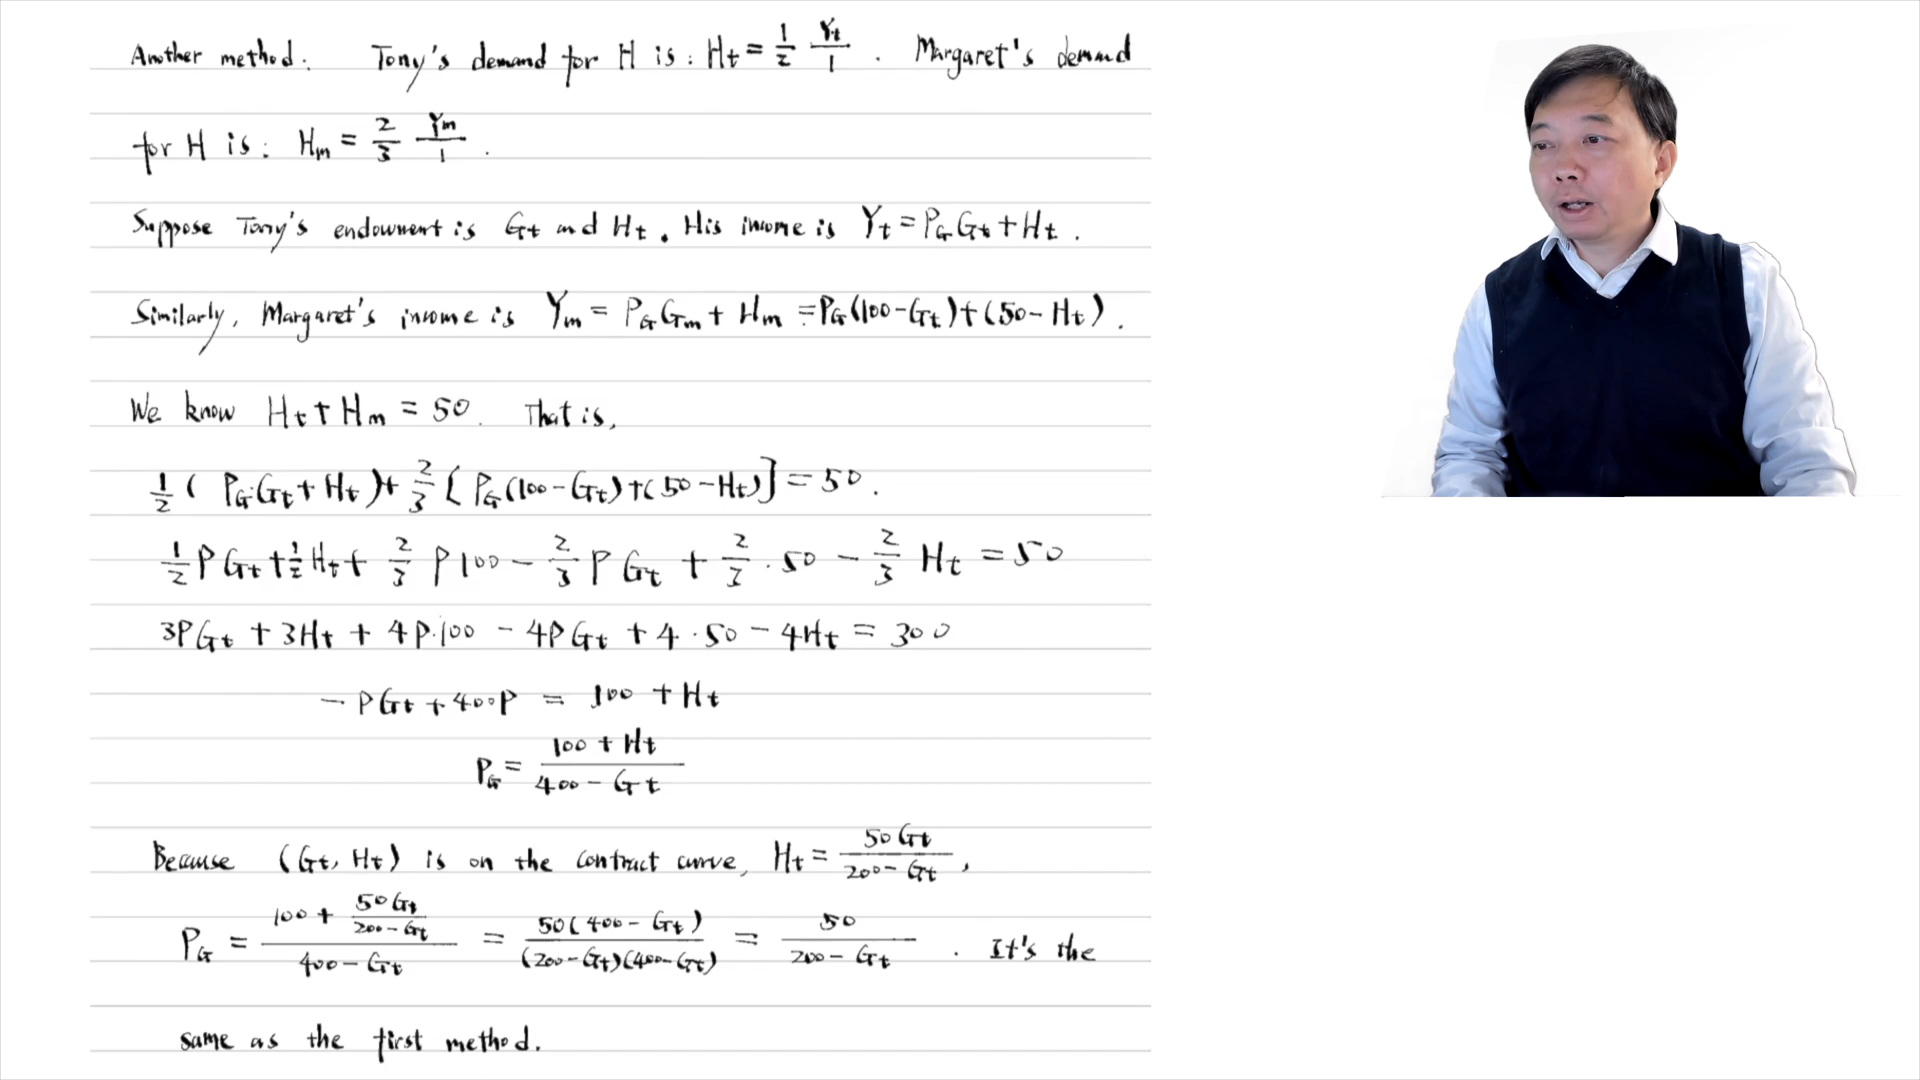 Another method. Tony's demand for H is: Ht = 1/2 Yt/1 . Margaret's demand
for H is: Hm = 2/3 Ym/1 .
Suppose Tony's endowment is Gt and Ht. His income is Yt = PGGt + Ht .
Similarly, Margaret's income is Ym = PGGm + Hm = PG(100-Gt)+(50-Ht) .
We know Ht + Hm = 50. That is,
1/2 ( PG·Gt + Ht ) + 2/3 [ PG(100-Gt)+(50-Ht)] = 50 .
1/2 PGt + 1/2 Ht + 2/3 P100 - 2/3 PGt + 2/3 · 50 - 2/3 Ht = 50
3PGt + 3Ht + 4P·100 - 4PGt + 4 · 50 - 4Ht = 300
- PGt + 400P = 100 + Ht
PG = (100 + Ht)/(400 - Gt)
Because (Gt, Ht) is on the contract curve, Ht = 50Gt/(200-Gt) ,
PG = (100 + 50Gt/(200-Gt))/(400-Gt) = 50(400-Gt)/((200-Gt)(400-Gt)) = 50/(200-Gt) . It's the
same as the first method.